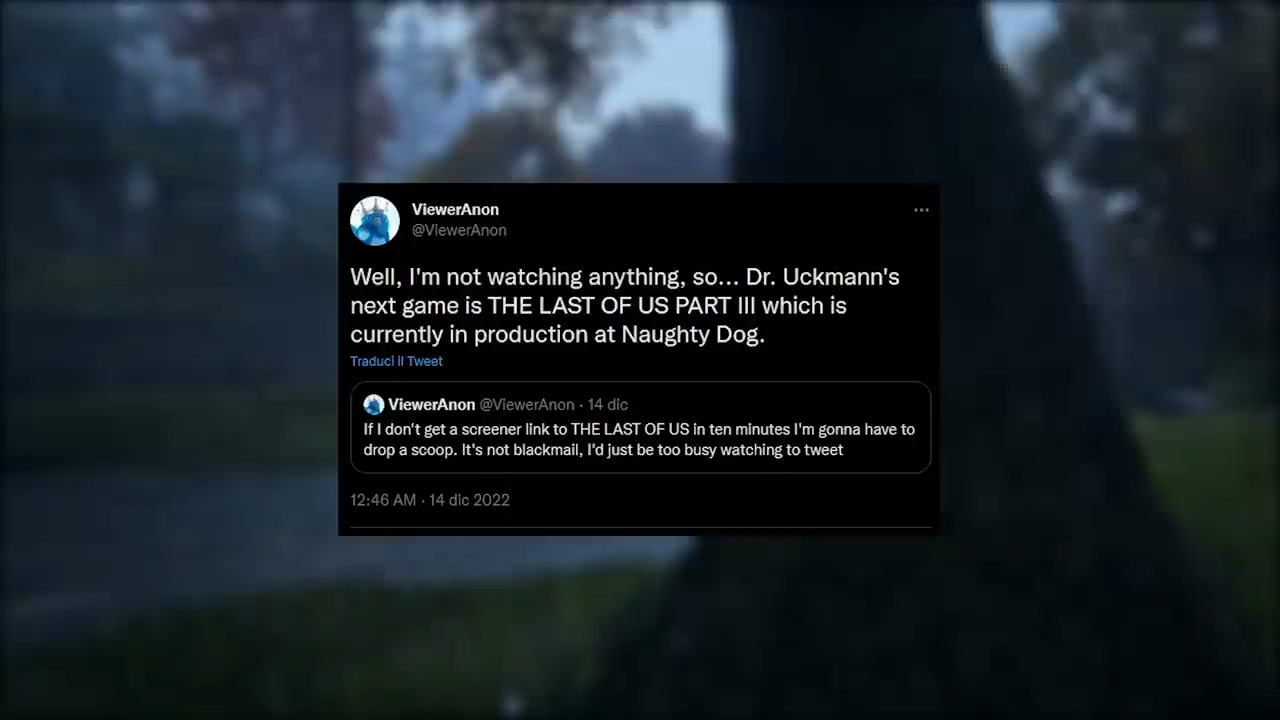 ViewerAnon
@ViewerAnon
Well, I'm not watching anything, so... Dr. Uckmann's
next game is THE LAST OF US PART III which is
currently in production at Naughty Dog.
Traduci il Tweet
ViewerAnon @ViewerAnon · 14 dic
If I don't get a screener link to THE LAST OF US in ten minutes I'm gonna have to
drop a scoop. It's not blackmail, I'd just be too busy watching to tweet
12:46 AM · 14 dic 2022